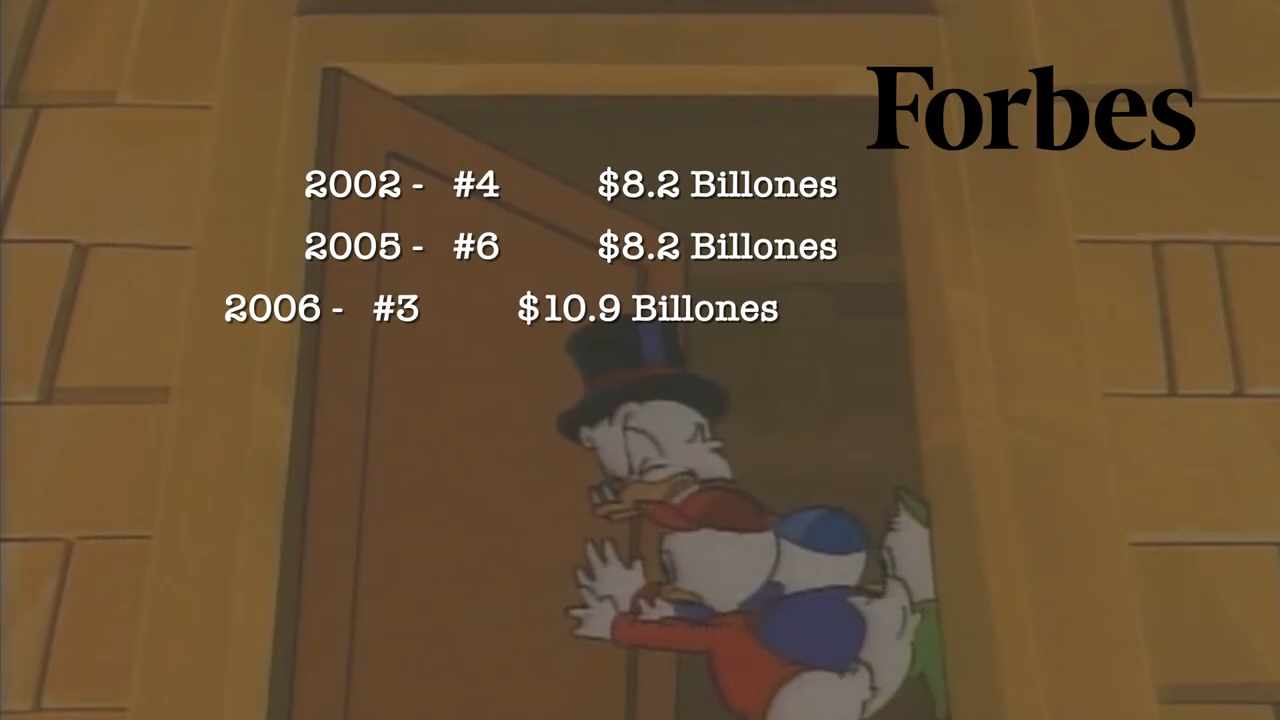 Forbes
2002 - #4 $8.2 Billones
2005 - #6 $8.2 Billones
2006 - #3 $10.9 Billones